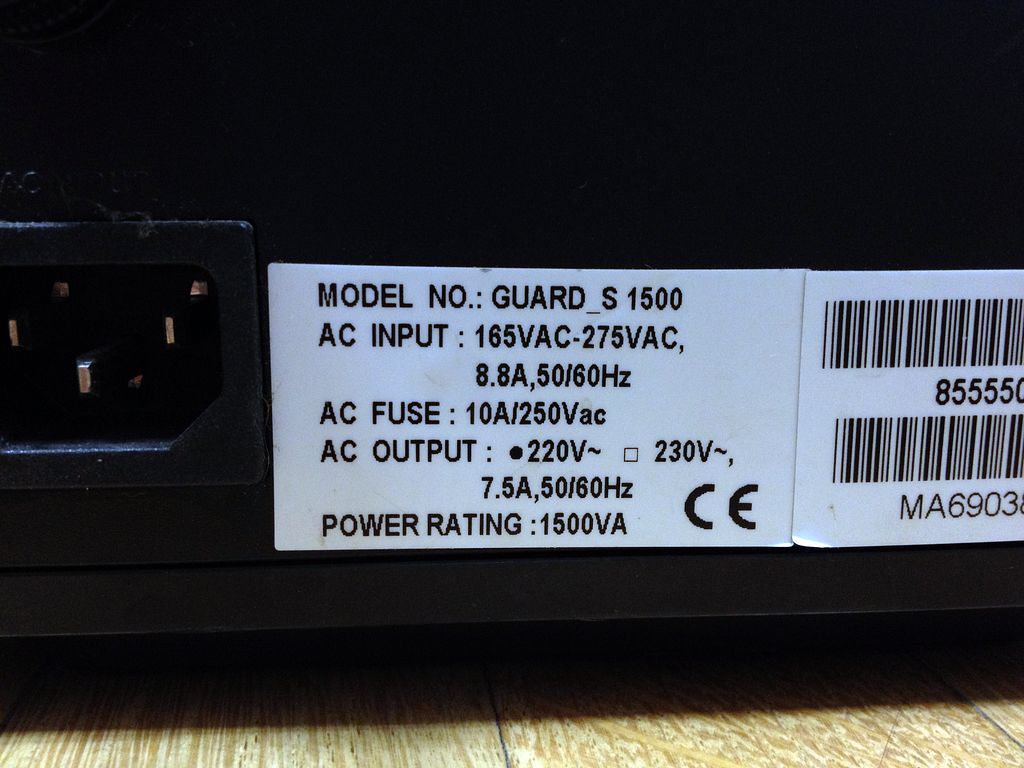 MODEL NO.: GUARD_S 1500
AC INPUT : 165VAC-275VAC,
8.8A,50/60Hz
AC FUSE : 10A/250Vac
AC OUTPUT : ●220V~ □ 230V~,
7.5A,50/60Hz
POWER RATING :1500VA
CE
855550
MA69038